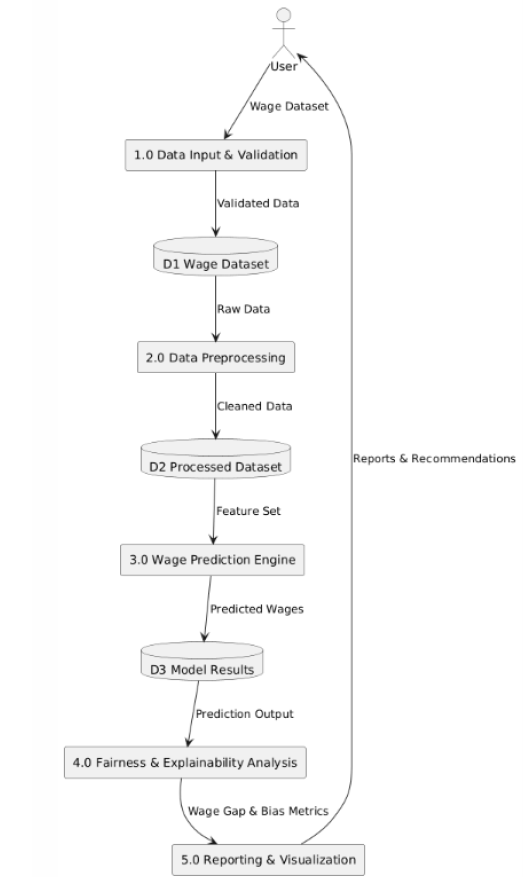 User
Wage Dataset
1.0 Data Input & Validation
Validated Data
D1 Wage Dataset
Raw Data
2.0 Data Preprocessing
Cleaned Data
Reports & Recommendations
D2 Processed Dataset
Feature Set
3.0 Wage Prediction Engine
Predicted Wages
D3 Model Results
Prediction Output
4.0 Fairness & Explainability Analysis
Wage Gap & Bias Metrics
5.0 Reporting & Visualization